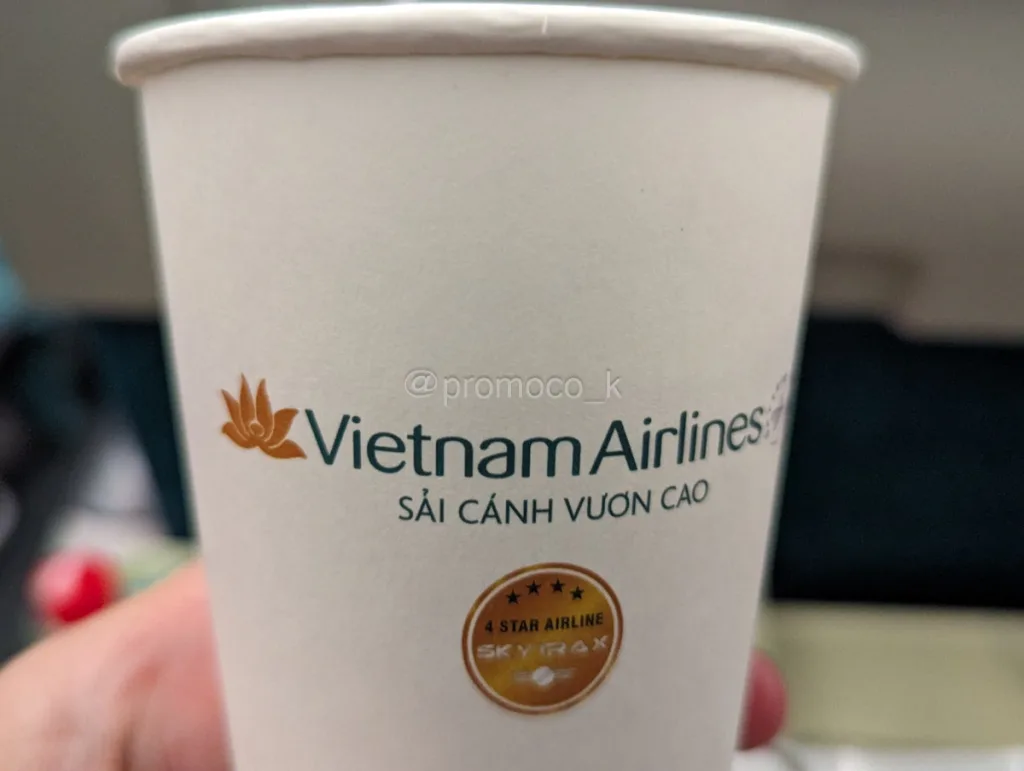 @promoco_k
Vietnam Airlines
SẢI CÁNH VƯƠN CAO
4 STAR AIRLINE
SKYTRAX